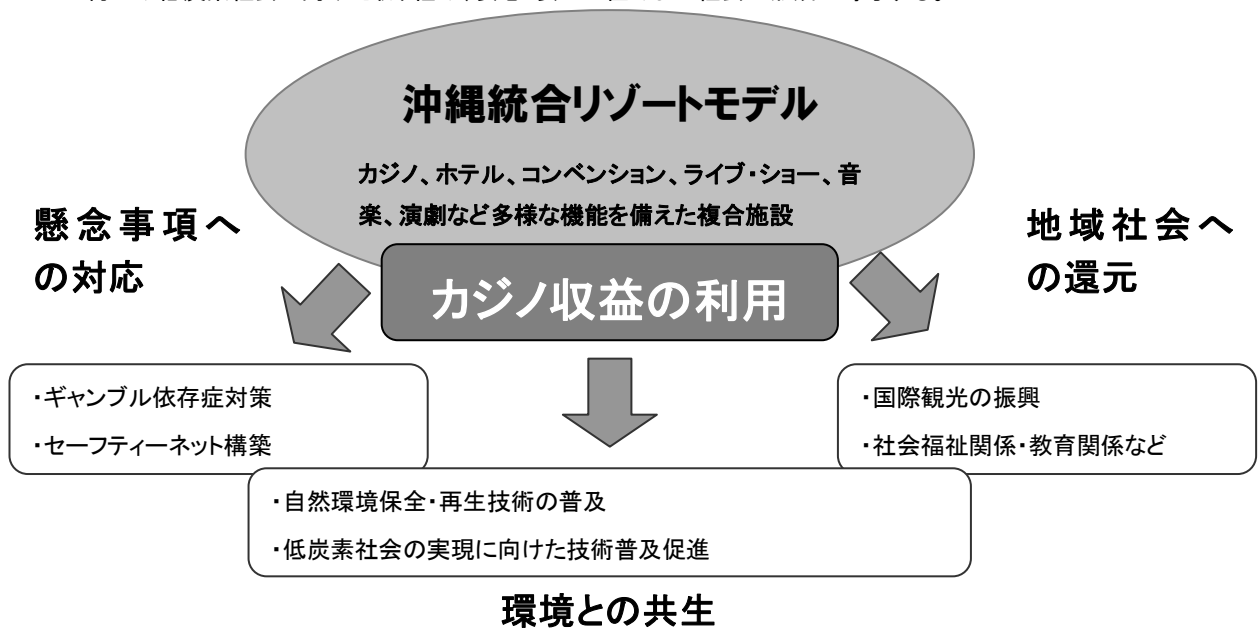 沖縄統合リゾートモデル
カジノ、ホテル、コンベンション、ライブ・ショー、音
楽、演劇など多様な機能を備えた複合施設
懸念事項へ
の対応
地域社会へ
の還元
カジノ収益の利用
・ギャンブル依存症対策
・セーフティーネット構築
・国際観光の振興
・社会福祉関係・教育関係など
・自然環境保全・再生技術の普及
・低炭素社会の実現に向けた技術普及促進
環境との共生